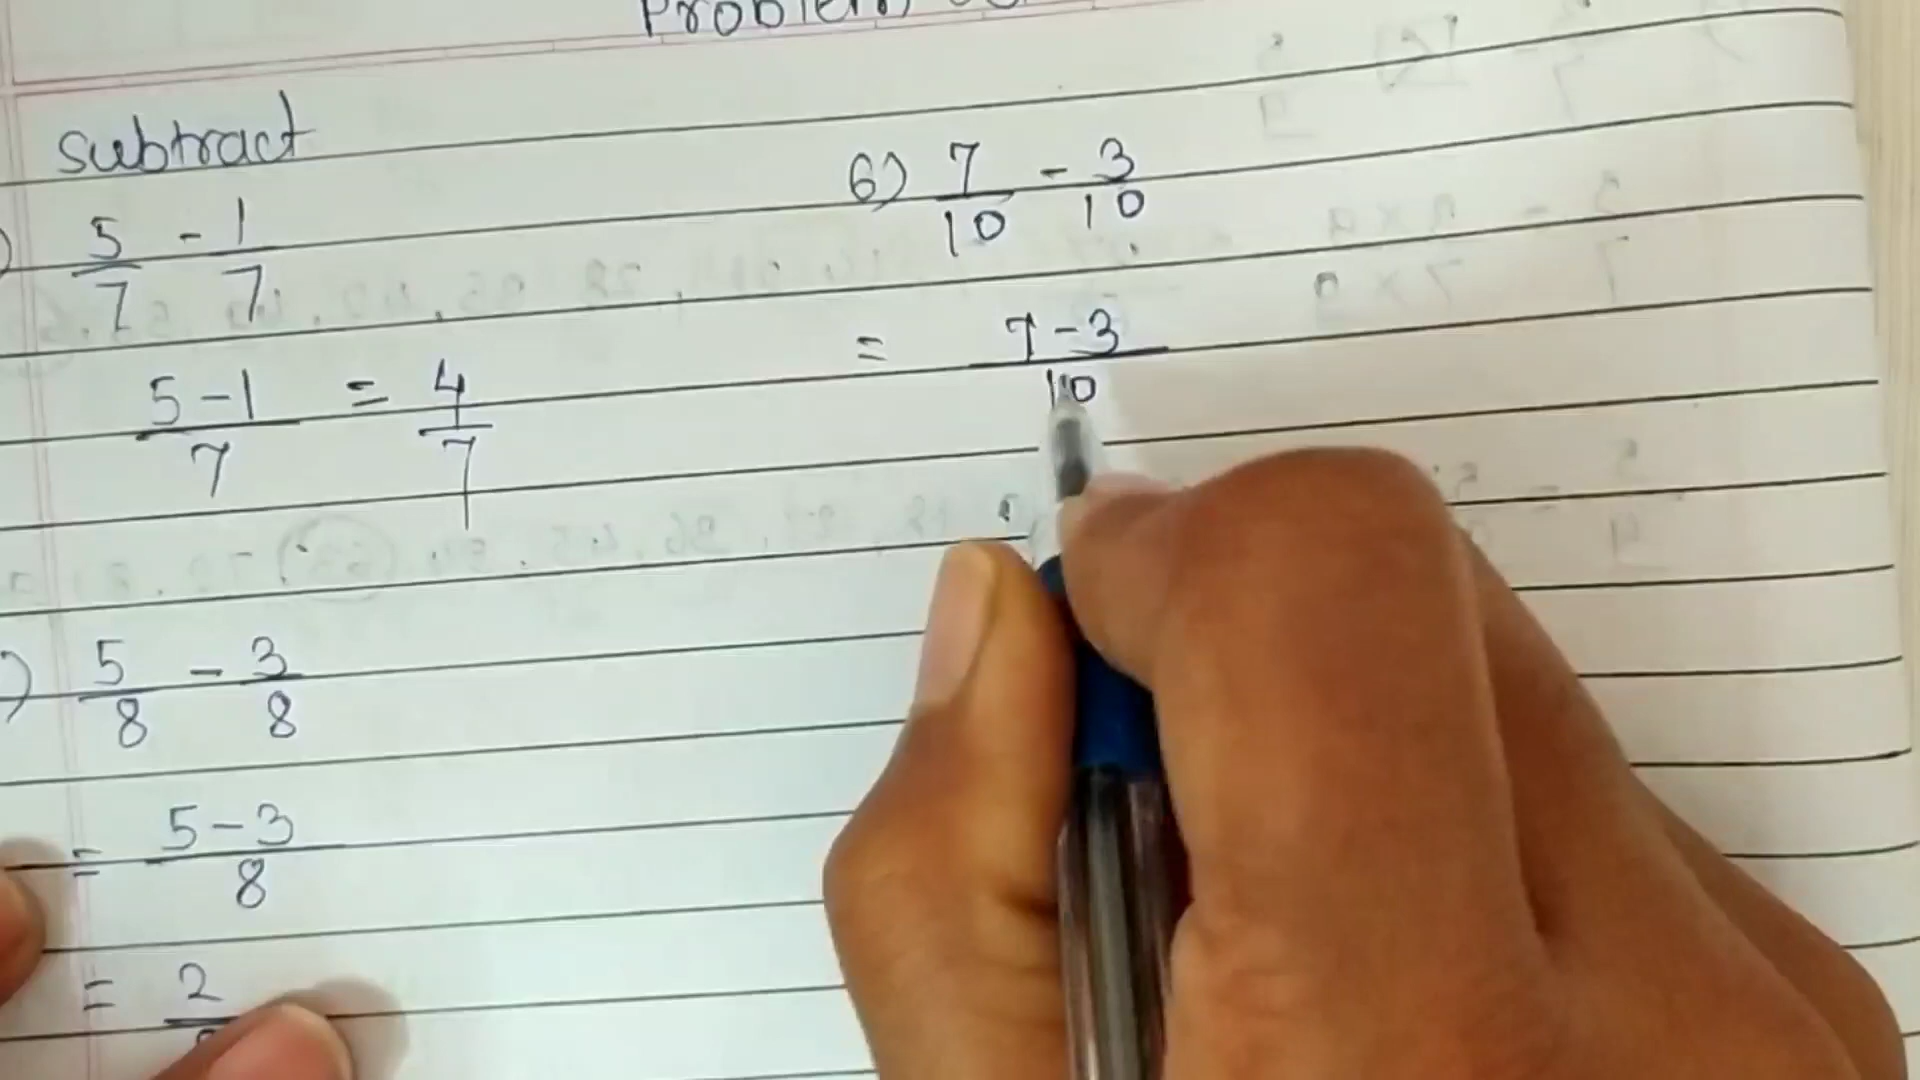 subtract
5/7 - 1/7
5-1/7 = 4/7
5/8 - 3/8
= 5-3/8
= 2
6) 7/10 - 3/10
= 7-3/10